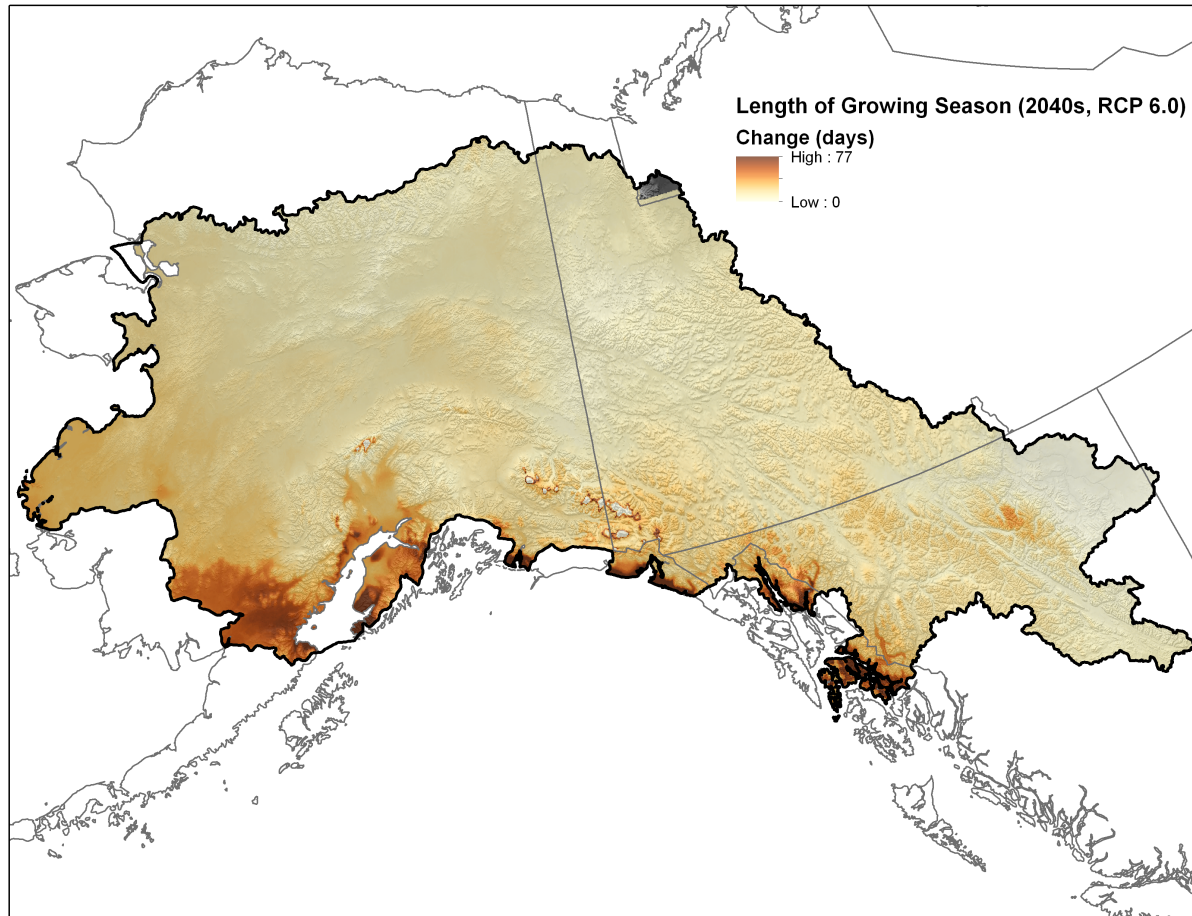 Length of Growing Season (2040s, RCP 6.0)
Change (days)
High : 77
Low : 0